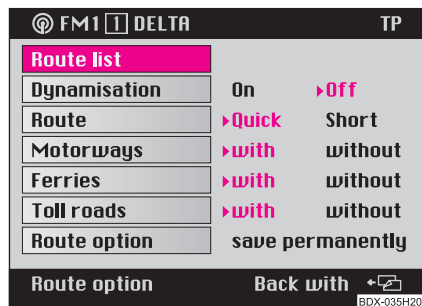 FM1 1 DELTA TP
Route list
Dynamisation On Off
Route Quick Short
Motorways with without
Ferries with without
Toll roads with without
Route option save permanently
Route option Back with
BDX-035H20